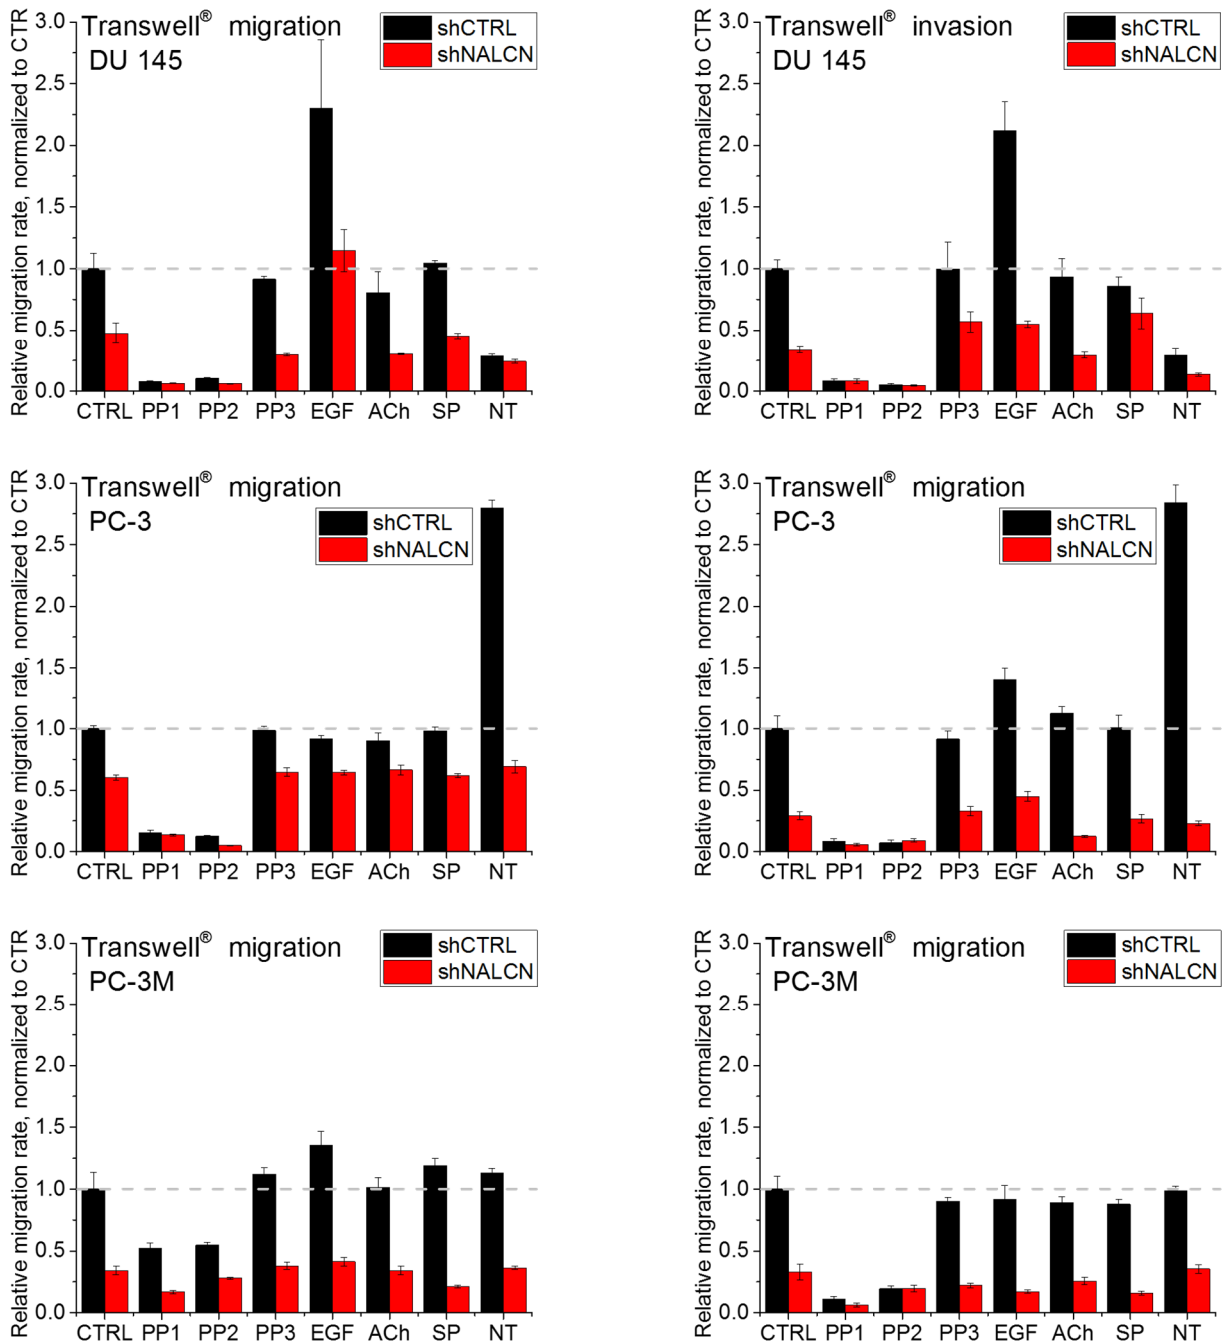 Relative migration rate, normalized to CTR
Transwell® migration
DU 145
shCTRL
shNALCN
3.0
2.5
2.0
1.5
1.0
0.5
0.0
CTRL PP1 PP2 PP3 EGF ACh SP NT
Relative migration rate, normalized to CTR
Transwell® invasion
DU 145
shCTRL
shNALCN
3.0
2.5
2.0
1.5
1.0
0.5
0.0
CTRL PP1 PP2 PP3 EGF ACh SP NT
Relative migration rate, normalized to CTR
Transwell® migration
PC-3
shCTRL
shNALCN
3.0
2.5
2.0
1.5
1.0
0.5
0.0
CTRL PP1 PP2 PP3 EGF ACh SP NT
Relative migration rate, normalized to CTR
Transwell® migration
PC-3
shCTRL
shNALCN
3.0
2.5
2.0
1.5
1.0
0.5
0.0
CTRL PP1 PP2 PP3 EGF ACh SP NT
Relative migration rate, normalized to CTR
Transwell® migration
PC-3M
shCTRL
shNALCN
3.0
2.5
2.0
1.5
1.0
0.5
0.0
CTRL PP1 PP2 PP3 EGF ACh SP NT
Relative migration rate, normalized to CTR
Transwell® migration
PC-3M
shCTRL
shNALCN
3.0
2.5
2.0
1.5
1.0
0.5
0.0
CTRL PP1 PP2 PP3 EGF ACh SP NT